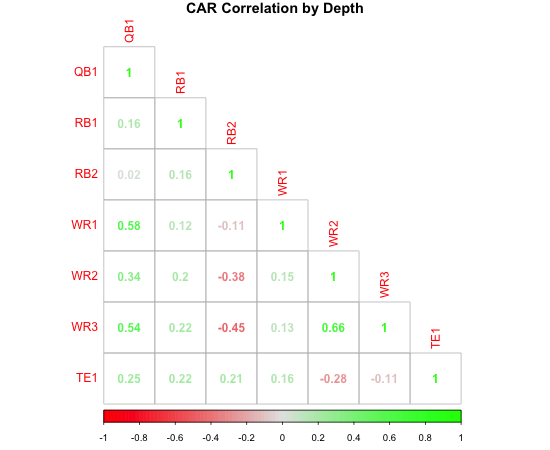 CAR Correlation by Depth
QB1
QB1 1 RB1
RB1 0.16 1 RB2
RB2 0.02 0.16 1 WR1
WR1 0.58 0.12 -0.11 1 WR2
WR2 0.34 0.2 -0.38 0.15 1 WR3
WR3 0.54 0.22 -0.45 0.13 0.66 1 TE1
TE1 0.25 0.22 0.21 0.16 -0.28 -0.11 1
-1 -0.8 -0.6 -0.4 -0.2 0 0.2 0.4 0.6 0.8 1